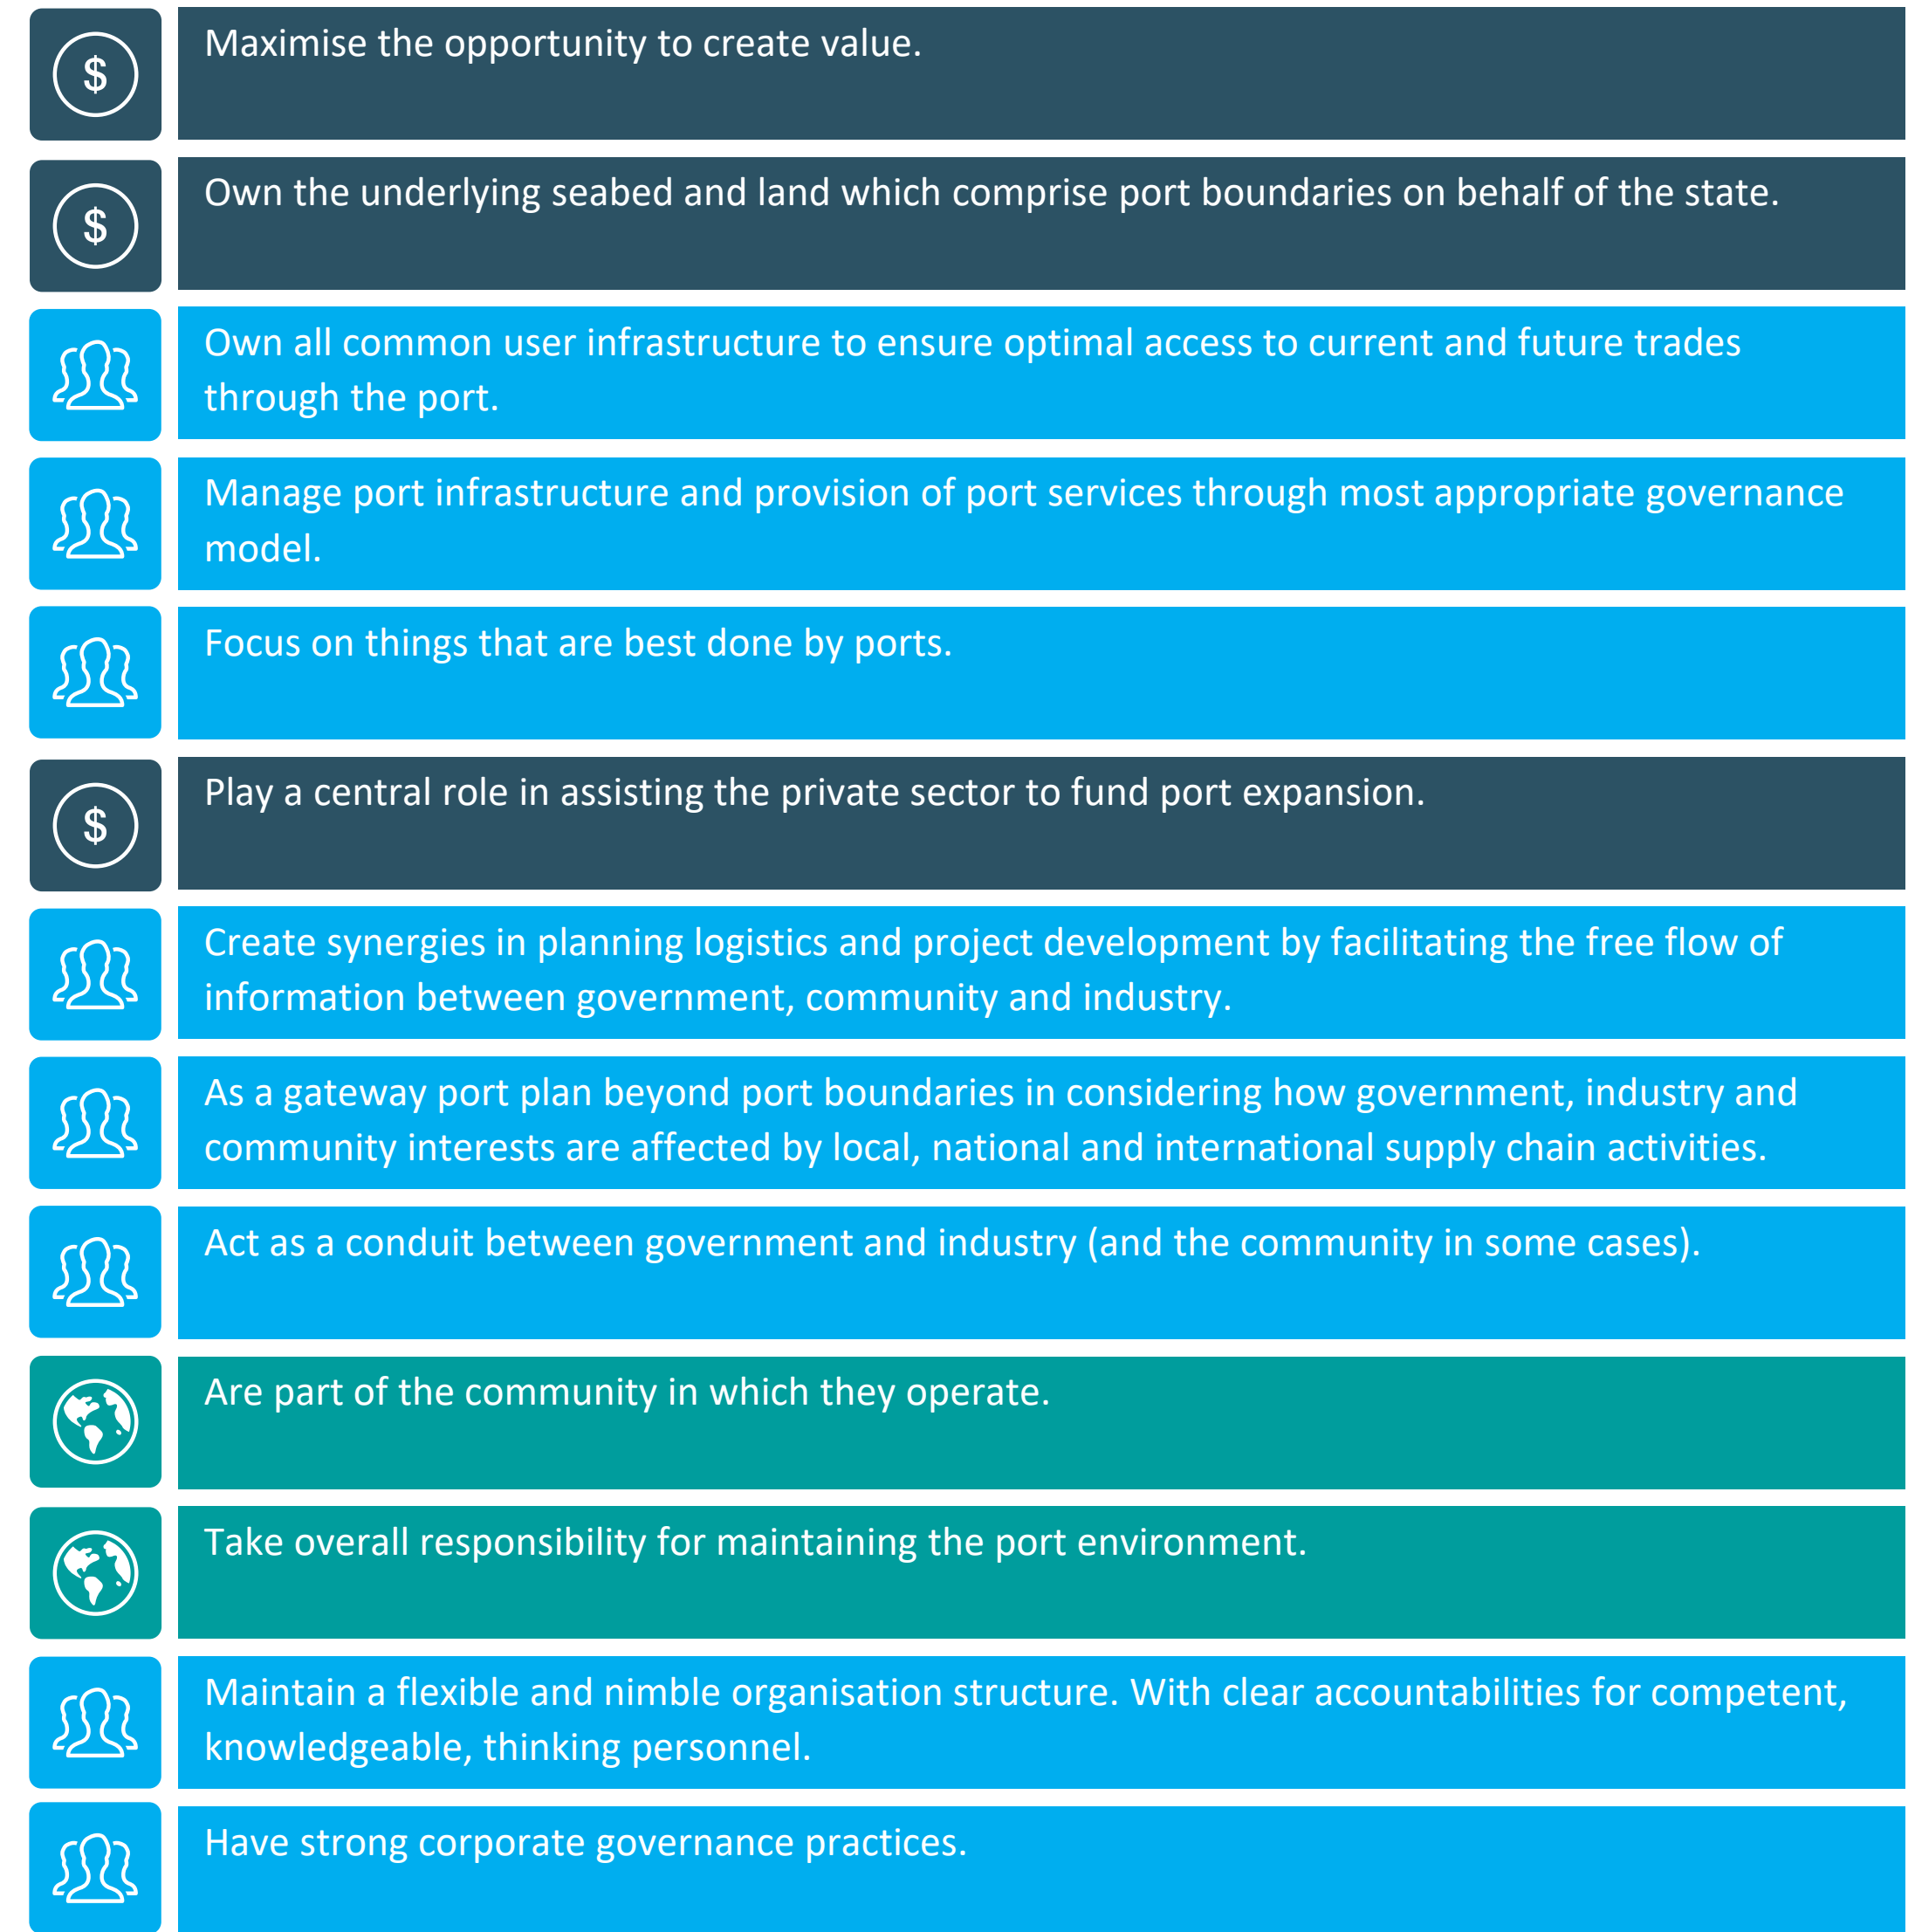 $
Maximise the opportunity to create value.
$
Own the underlying seabed and land which comprise port boundaries on behalf of the state.
Own all common user infrastructure to ensure optimal access to current and future trades
through the port.
Manage port infrastructure and provision of port services through most appropriate governance
model.
Focus on things that are best done by ports.
$
Play a central role in assisting the private sector to fund port expansion.
Create synergies in planning logistics and project development by facilitating the free flow of
information between government, community and industry.
As a gateway port plan beyond port boundaries in considering how government, industry and
community interests are affected by local, national and international supply chain activities.
Act as a conduit between government and industry (and the community in some cases).
Are part of the community in which they operate.
Take overall responsibility for maintaining the port environment.
Maintain a flexible and nimble organisation structure. With clear accountabilities for competent,
knowledgeable, thinking personnel.
Have strong corporate governance practices.